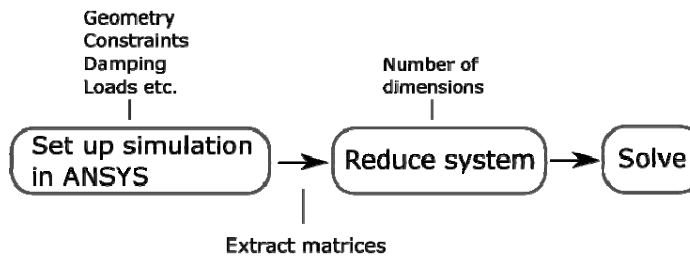 Geometry
Constraints
Damping
Loads etc.
Number of
dimensions
Set up simulation
in ANSYS
Reduce system
Solve
Extract matrices